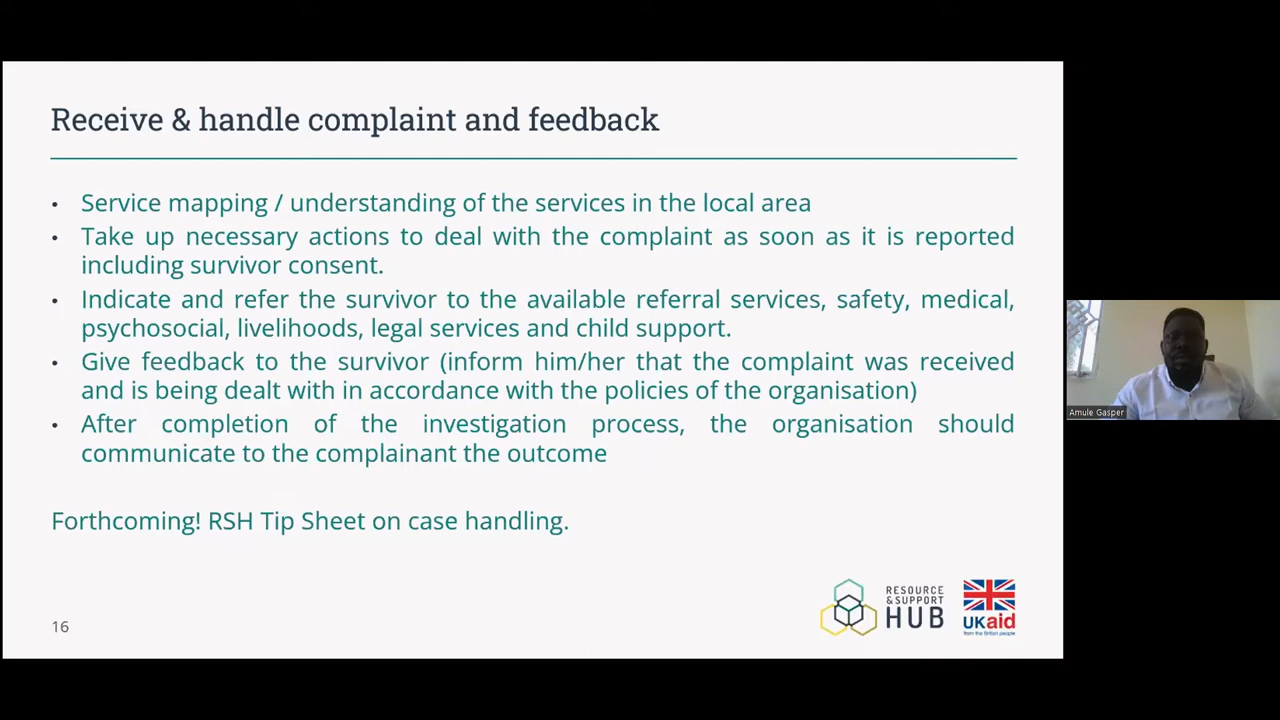 Receive & handle complaint and feedback
• Service mapping / understanding of the services in the local area
• Take up necessary actions to deal with the complaint as soon as it is reported
including survivor consent.
• Indicate and refer the survivor to the available referral services, safety, medical,
psychosocial, livelihoods, legal services and child support.
• Give feedback to the survivor (inform him/her that the complaint was received
and is being dealt with in accordance with the policies of the organisation)
• After completion of the investigation process, the organisation should
communicate to the complainant the outcome
Forthcoming! RSH Tip Sheet on case handling.
16
RESOURCE
& SUPPORT
HUB
UKaid
from the British people
Amule Gasper